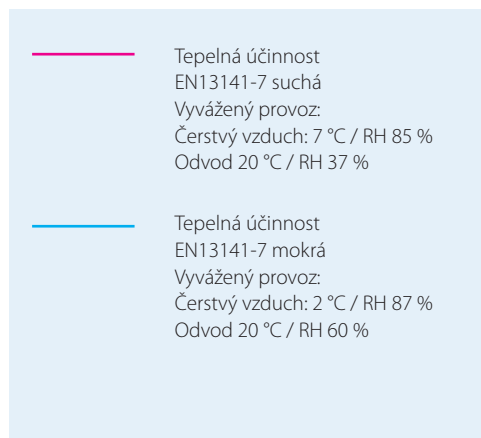 Tepelná účinnost
EN13141-7 suchá
Vyvážený provoz:
Čerstvý vzduch: 7 °C / RH 85 %
Odvod 20 °C / RH 37 %
Tepelná účinnost
EN13141-7 mokrá
Vyvážený provoz:
Čerstvý vzduch: 2 °C / RH 87 %
Odvod 20 °C / RH 60 %